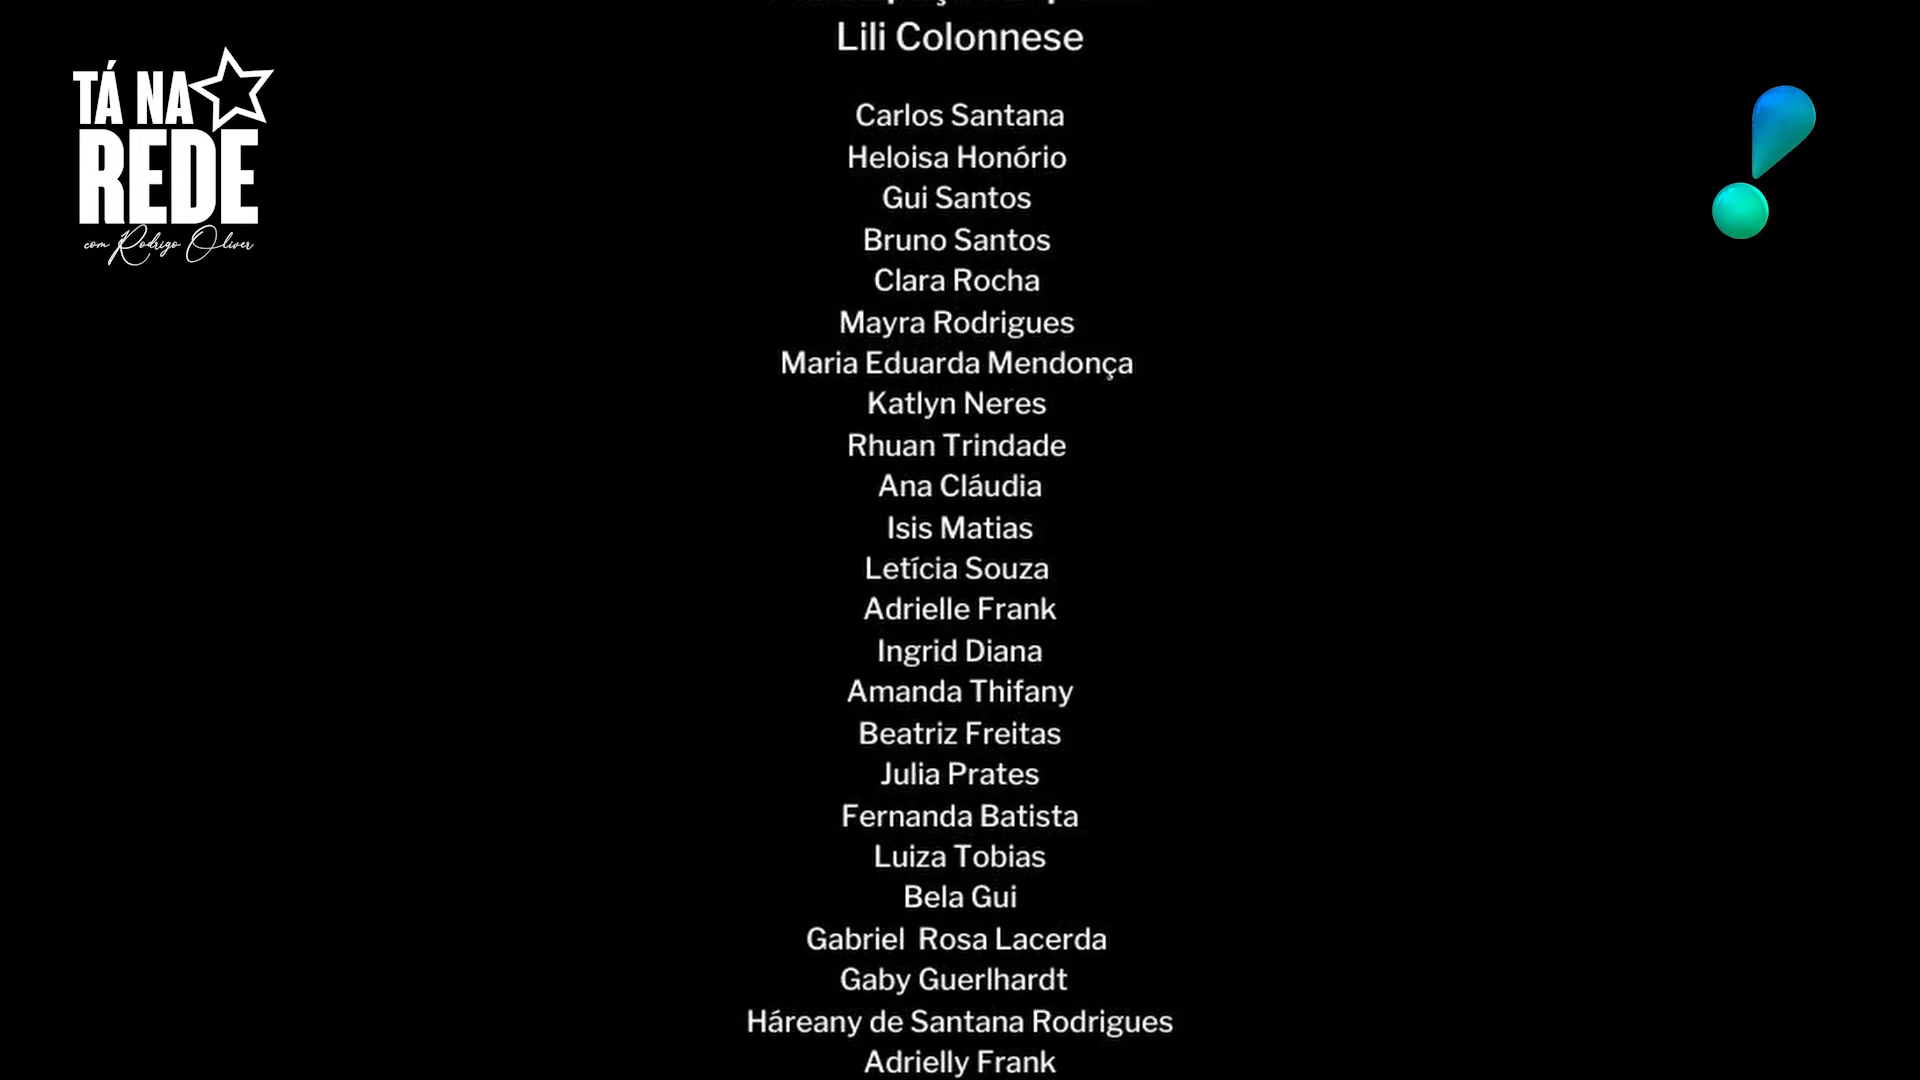 TÁ NA
REDE
com Rodrigo Oliver
Lili Colonnese
Carlos Santana
Heloisa Honório
Gui Santos
Bruno Santos
Clara Rocha
Mayra Rodrigues
Maria Eduarda Mendonça
Katlyn Neres
Rhuan Trindade
Ana Cláudia
Isis Matias
Letícia Souza
Adrielle Frank
Ingrid Diana
Amanda Thifany
Beatriz Freitas
Julia Prates
Fernanda Batista
Luiza Tobias
Bela Gui
Gabriel  Rosa Lacerda
Gaby Guerlhardt
Háreany de Santana Rodrigues
Adrielly Frank